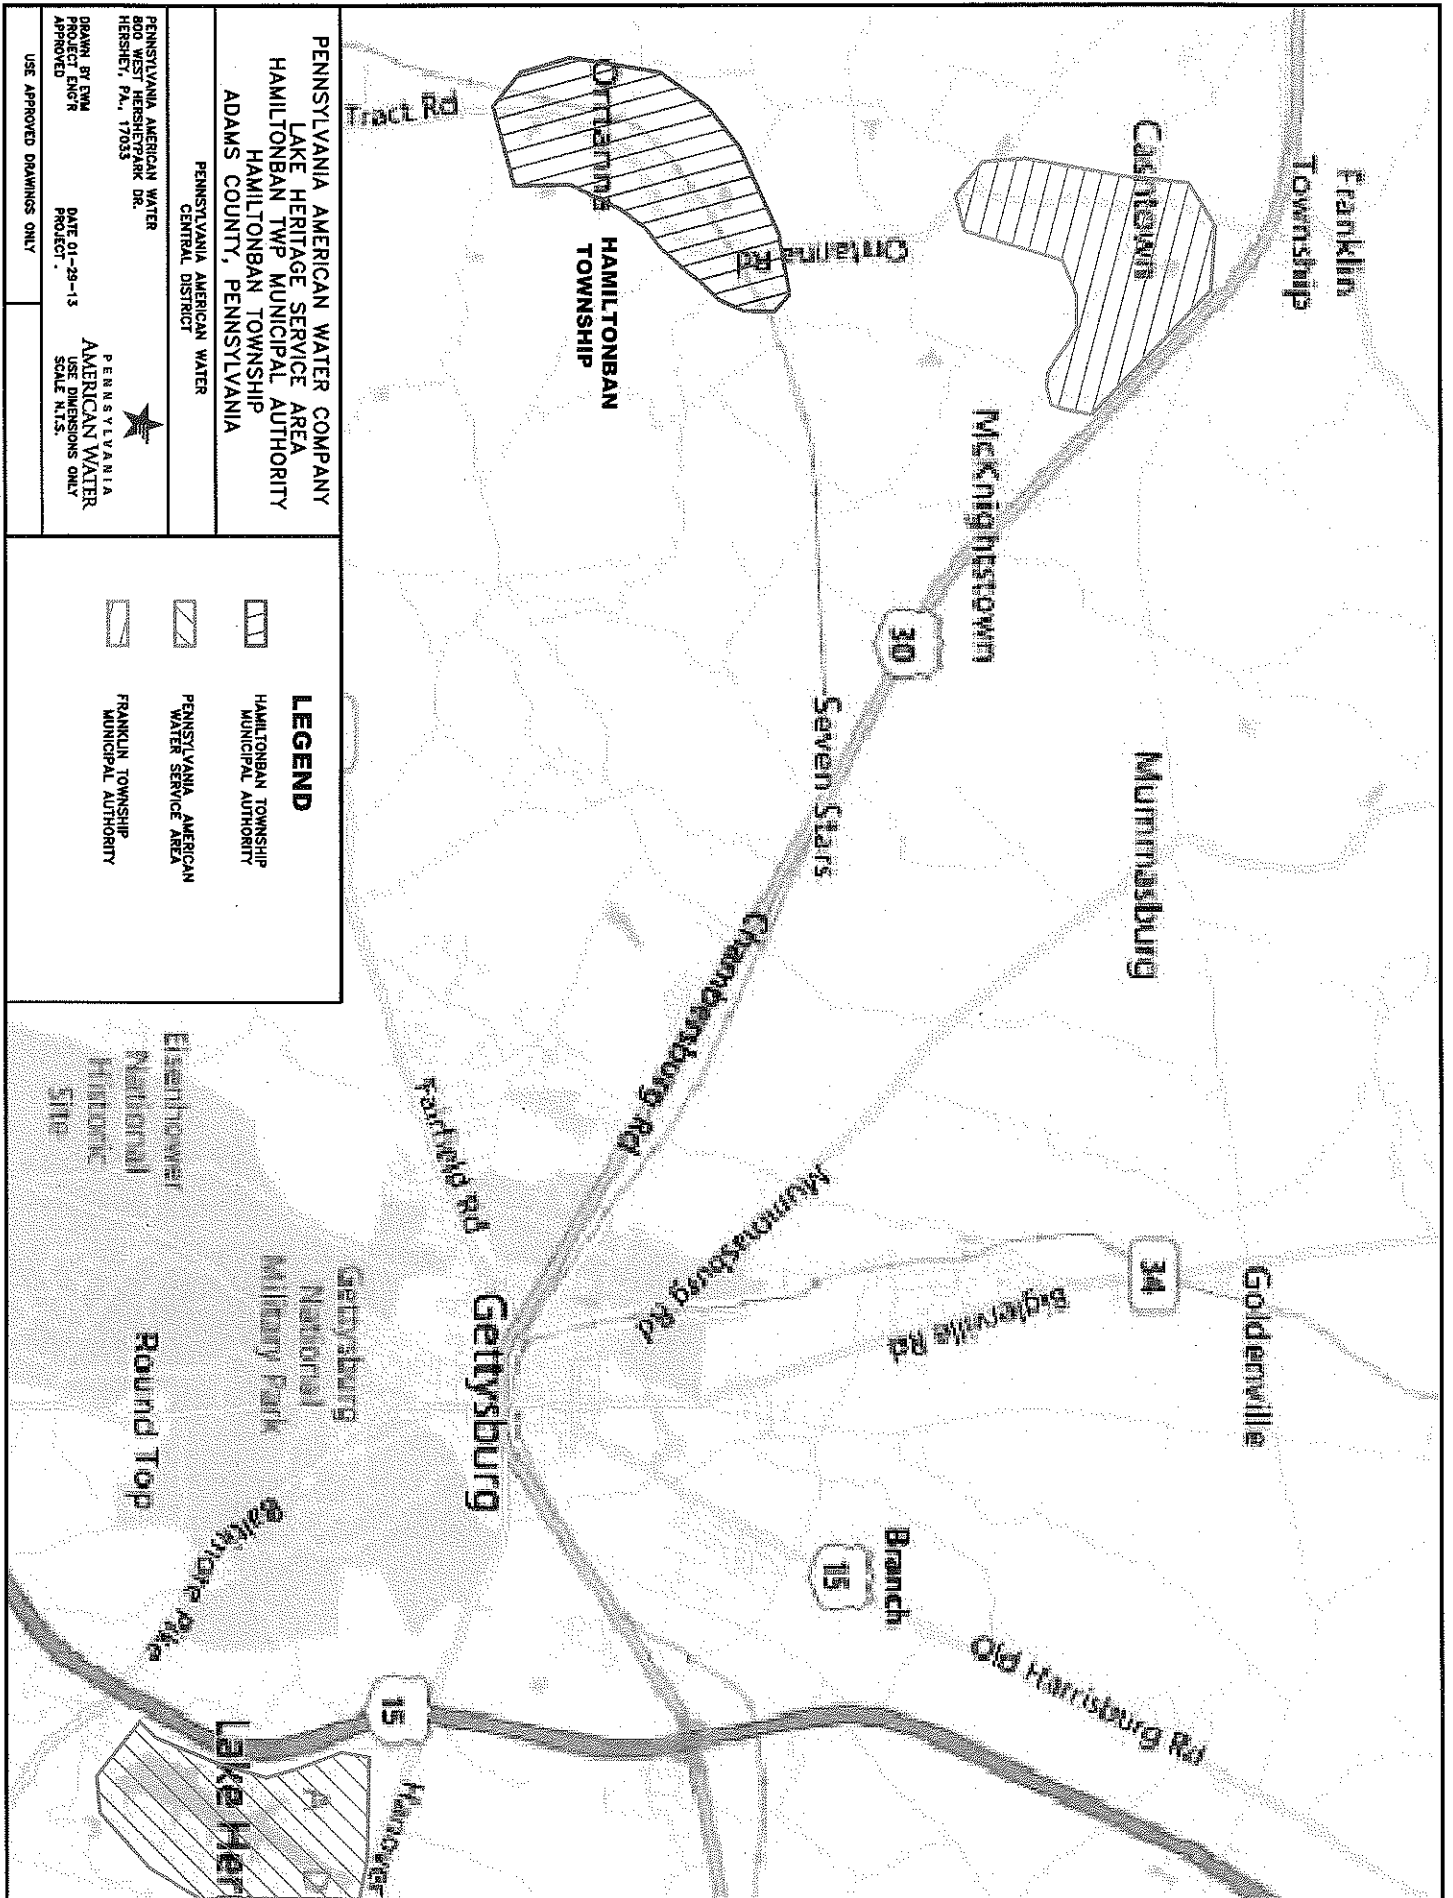 Franklin
Township
Cashtown
McKnightstown
30
Mummasburg
Goldenville
34
Biglerville Rd
Mummasburg Rd
Branch
15
Old Harrisburg Rd
Orrtanna Rd
Orrtanna
HAMILTONBAN
TOWNSHIP
Tract Rd
Seven Stars
Chambersburg Rd
Fairfield Rd
Gettysburg
Gettysburg
National
Military Park
Eisenhower
National
Historic
Site
Round Top
Baltimore Pike
15
Hanover
Lake Heri
A D
PENNSYLVANIA AMERICAN WATER COMPANY
LAKE HERITAGE SERVICE AREA
HAMILTONBAN TWP MUNICIPAL AUTHORITY
HAMILTONBAN TOWNSHIP
ADAMS COUNTY, PENNSYLVANIA
PENNSYLVANIA AMERICAN WATER
CENTRAL DISTRICT
PENNSYLVANIA AMERICAN WATER
800 WEST HERSHEYPARK DR.
HERSHEY, PA., 17033
PENNSYLVANIA
AMERICAN WATER
DRAWN BY EWM
PROJECT ENG'R
APPROVED
DATE 01-29-13
PROJECT .
USE DIMENSIONS ONLY
SCALE N.T.S.
USE APPROVED DRAWINGS ONLY
LEGEND
HAMILTONBAN TOWNSHIP
MUNICIPAL AUTHORITY
PENNSYLVANIA AMERICAN
WATER SERVICE AREA
FRANKLIN TOWNSHIP
MUNICIPAL AUTHORITY